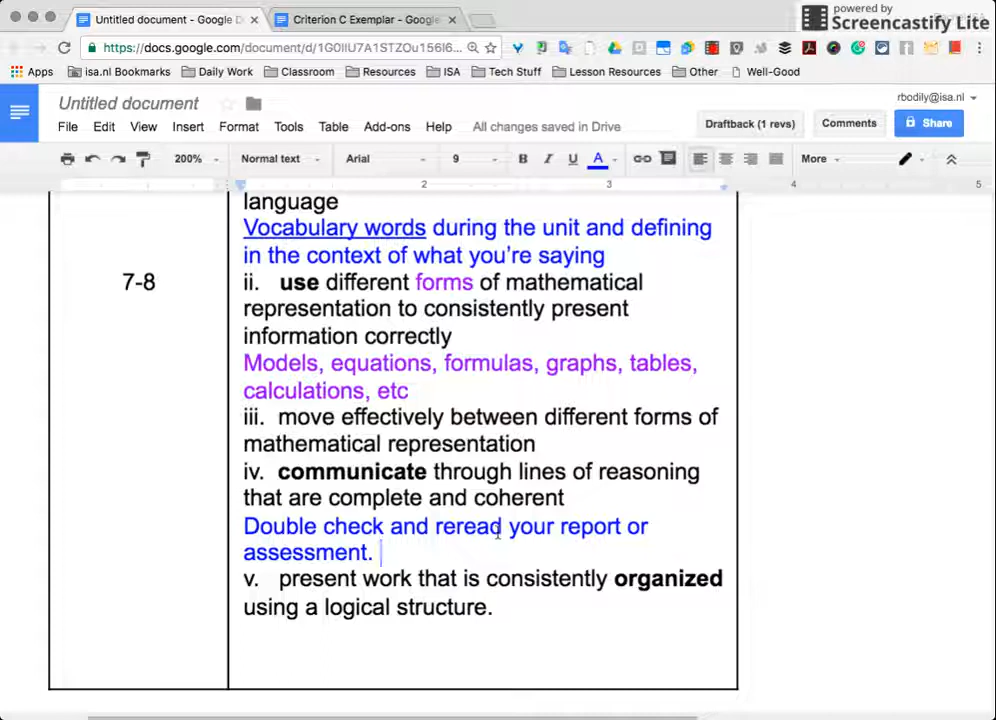 Untitled document - Google D
Criterion C Exemplar - Google
powered by
Screencastify Lite
https://docs.google.com/document/d/1G0IIU7A1STZOu156I6...
Apps
isa.nl Bookmarks
Daily Work
Classroom
Resources
ISA
Tech Stuff
Lesson Resources
Other
Well-Good
Untitled document
rbodily@isa.nl
File Edit View Insert Format Tools Table Add-ons Help All changes saved in Drive
Draftback (1 revs)
Comments
Share
200%
Normal text
Arial
9
B I U A
More
2 3 4 5
language
Vocabulary words during the unit and defining
in the context of what you're saying
7-8
ii. use different forms of mathematical
representation to consistently present
information correctly
Models, equations, formulas, graphs, tables,
calculations, etc
iii. move effectively between different forms of
mathematical representation
iv. communicate through lines of reasoning
that are complete and coherent
Double check and reread your report or
assessment.
v. present work that is consistently organized
using a logical structure.